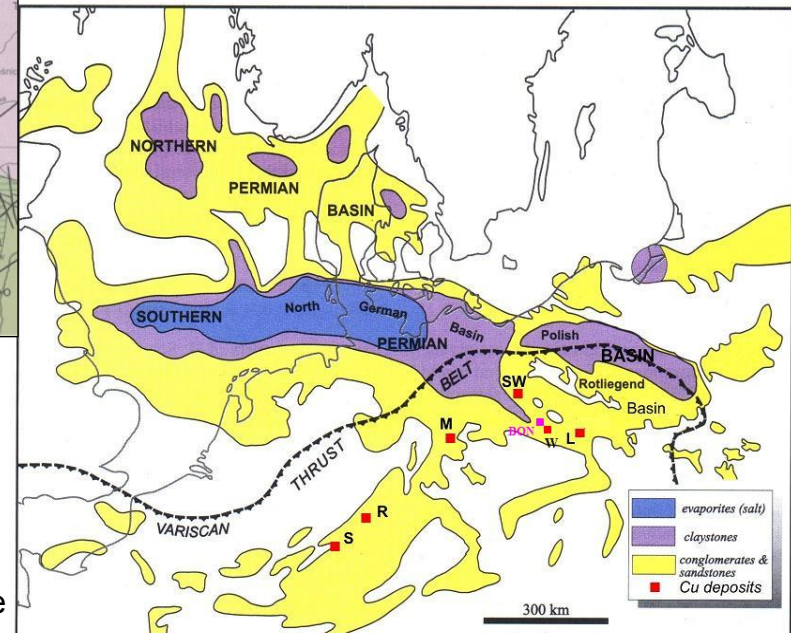 NORTHERN
PERMIAN
BASIN
SOUTHERN
North
German
Basin
PERMIAN
Polish
BASIN
BELT
SW
Rotliegend
Basin
M
BQN
W
L
THRUST
R
VARISCAN
S
evaporites (salt)
claystones
conglomerates &
sandstones
Cu deposits
300 km
e